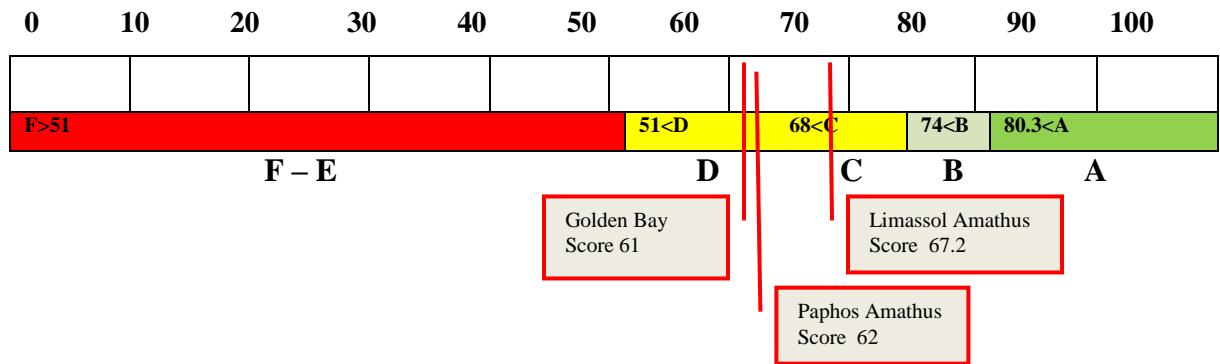 0 10 20 30 40 50 60 70 80 90 100
F>51 51<D 68<C 74<B 80.3<A
F – E D C B A
Golden Bay
Score 61
Limassol Amathus
Score 67.2
Paphos Amathus
Score 62